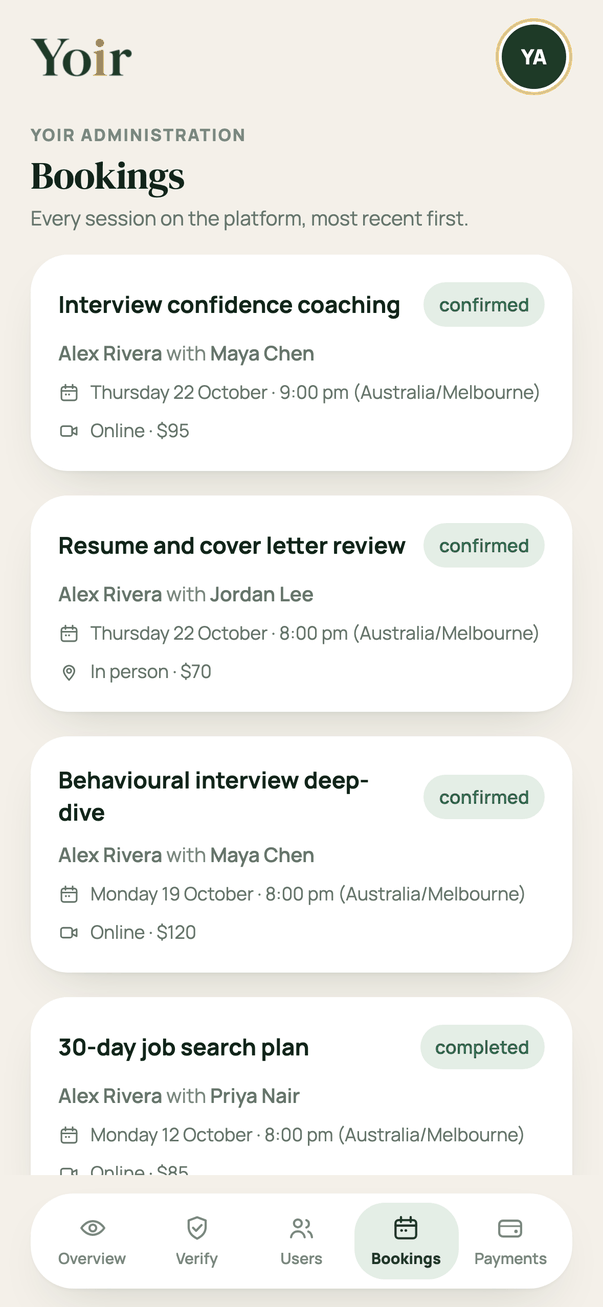 Yoir
YA
YOIR ADMINISTRATION
Bookings
Every session on the platform, most recent first.
Interview confidence coaching
confirmed
Alex Rivera with Maya Chen
Thursday 22 October · 9:00 pm (Australia/Melbourne)
Online · $95
Resume and cover letter review
confirmed
Alex Rivera with Jordan Lee
Thursday 22 October · 8:00 pm (Australia/Melbourne)
In person · $70
Behavioural interview deep-
dive
confirmed
Alex Rivera with Maya Chen
Monday 19 October · 8:00 pm (Australia/Melbourne)
Online · $120
30-day job search plan
completed
Alex Rivera with Priya Nair
Monday 12 October · 8:00 pm (Australia/Melbourne)
Online · $85
Overview
Verify
Users
Bookings
Payments